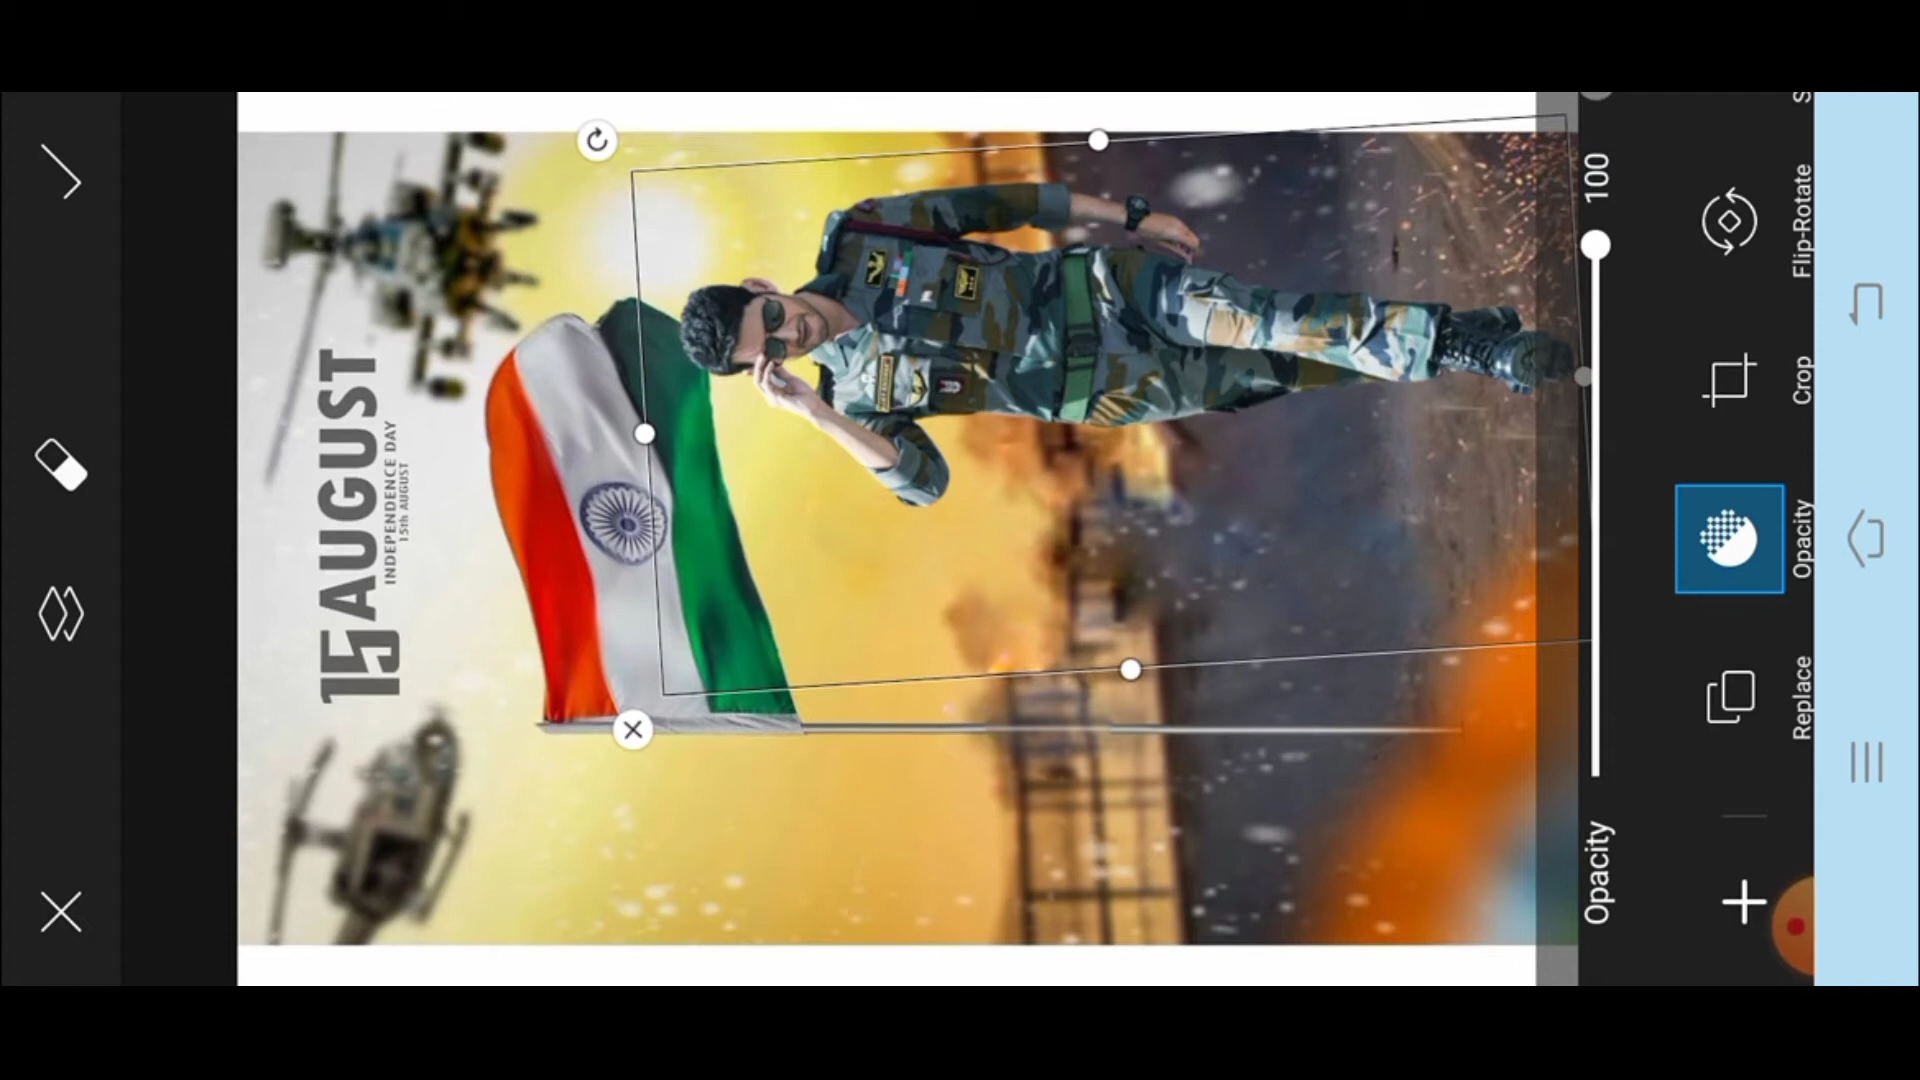 15 AUGUST
INDEPENDENCE DAY
15th AUGUST
Opacity
100
Replace
Opacity
Crop
Flip-Rotate